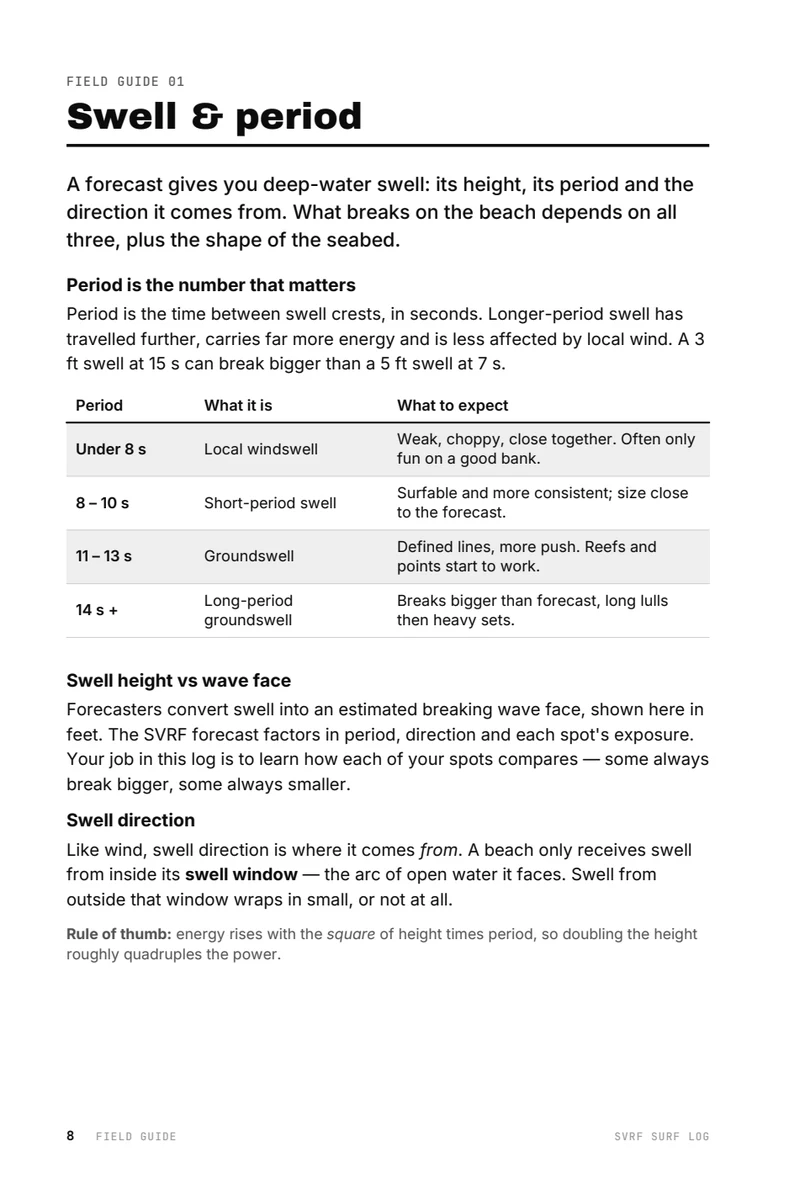 FIELD GUIDE 01
Swell & period
A forecast gives you deep-water swell: its height, its period and the
direction it comes from. What breaks on the beach depends on all
three, plus the shape of the seabed.
Period is the number that matters
Period is the time between swell crests, in seconds. Longer-period swell has
travelled further, carries far more energy and is less affected by local wind. A 3
ft swell at 15 s can break bigger than a 5 ft swell at 7 s.
Period What it is What to expect
Under 8 s Local windswell Weak, choppy, close together. Often only
fun on a good bank.
8 – 10 s Short-period swell Surfable and more consistent; size close
to the forecast.
11 – 13 s Groundswell Defined lines, more push. Reefs and
points start to work.
14 s + Long-period Breaks bigger than forecast, long lulls
groundswell then heavy sets.
Swell height vs wave face
Forecasters convert swell into an estimated breaking wave face, shown here in
feet. The SVRF forecast factors in period, direction and each spot's exposure.
Your job in this log is to learn how each of your spots compares — some always
break bigger, some always smaller.
Swell direction
Like wind, swell direction is where it comes from. A beach only receives swell
from inside its swell window — the arc of open water it faces. Swell from
outside that window wraps in small, or not at all.
Rule of thumb: energy rises with the square of height times period, so doubling the height
roughly quadruples the power.
8 FIELD GUIDE SVRF SURF LOG